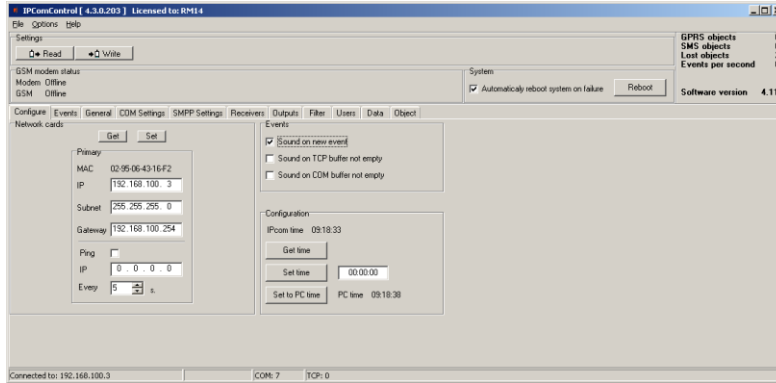 IPComControl [ 4.3.0.203 ] Licensed to: RM14
File Options Help
Settings
Read Write
GSM modem status
Modem Offline
GSM Offline
System
Automaticaly reboot system on failure
Reboot
GPRS objects
SMS objects
Lost objects
Events per second
Software version 4.11
Configure Events General COM Settings SMPP Settings Receivers Outputs Filter Users Data Object
Network cards
Get Set
Primary
MAC 02-95-06-43-16-F2
IP 192.168.100. 3
Subnet 255.255.255. 0
Gateway 192.168.100.254
Ping
IP 0 . 0 . 0 . 0
Every 5 s.
Events
Sound on new event
Sound on TCP buffer not empty
Sound on COM buffer not empty
Configuration
IPcom time 09:18:33
Get time
Set time 00:00:00
Set to PC time PC time 09:18:38
Connected to: 192.168.100.3 COM: 7 TCP: 0